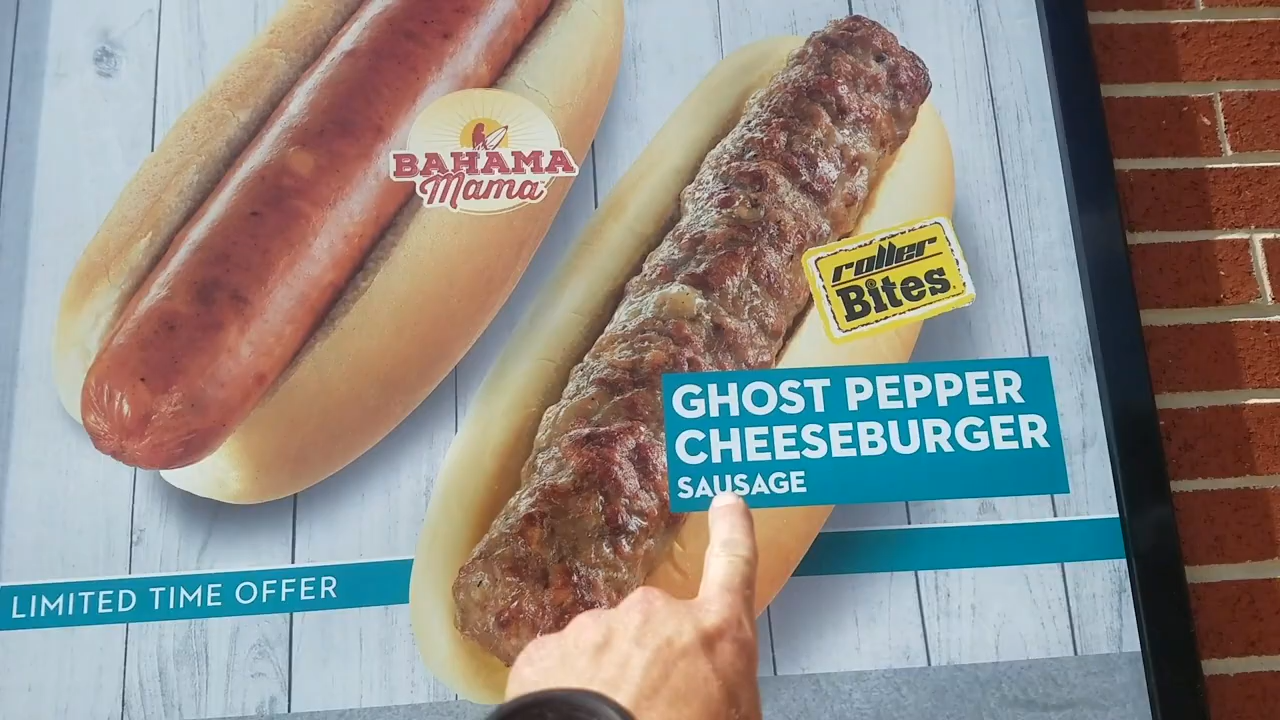 BAHAMA
Mama
roller
Bites
GHOST PEPPER
CHEESEBURGER
SAUSAGE
LIMITED TIME OFFER